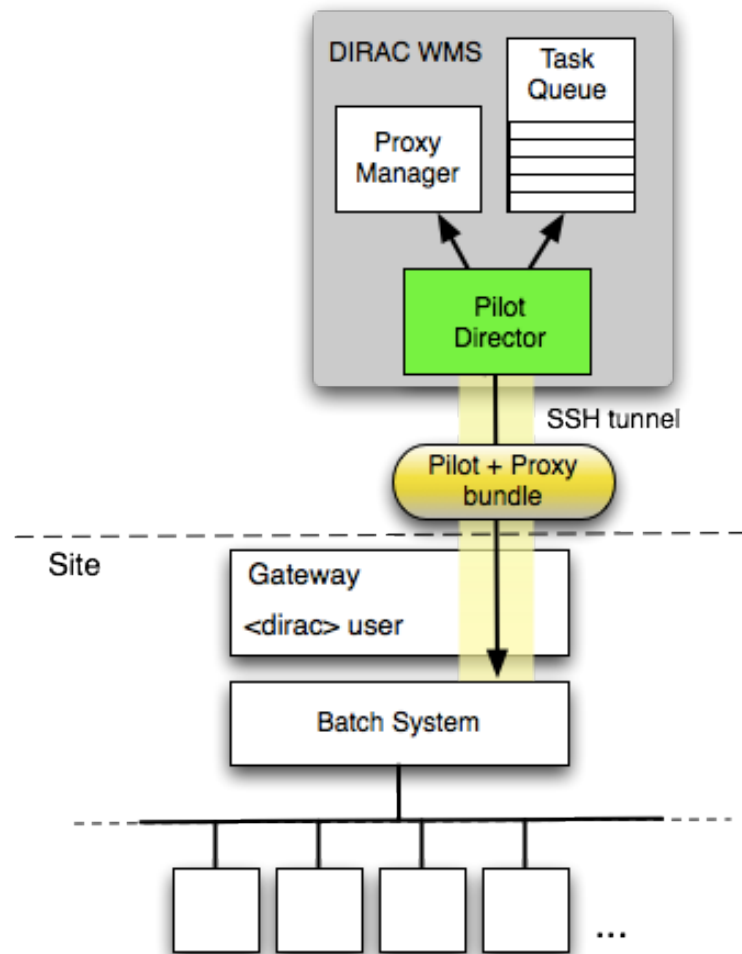 DIRAC WMS
Task
Queue
Proxy
Manager
Pilot
Director
SSH tunnel
Pilot + Proxy
bundle
Site
Gateway
<dirac> user
Batch System
...